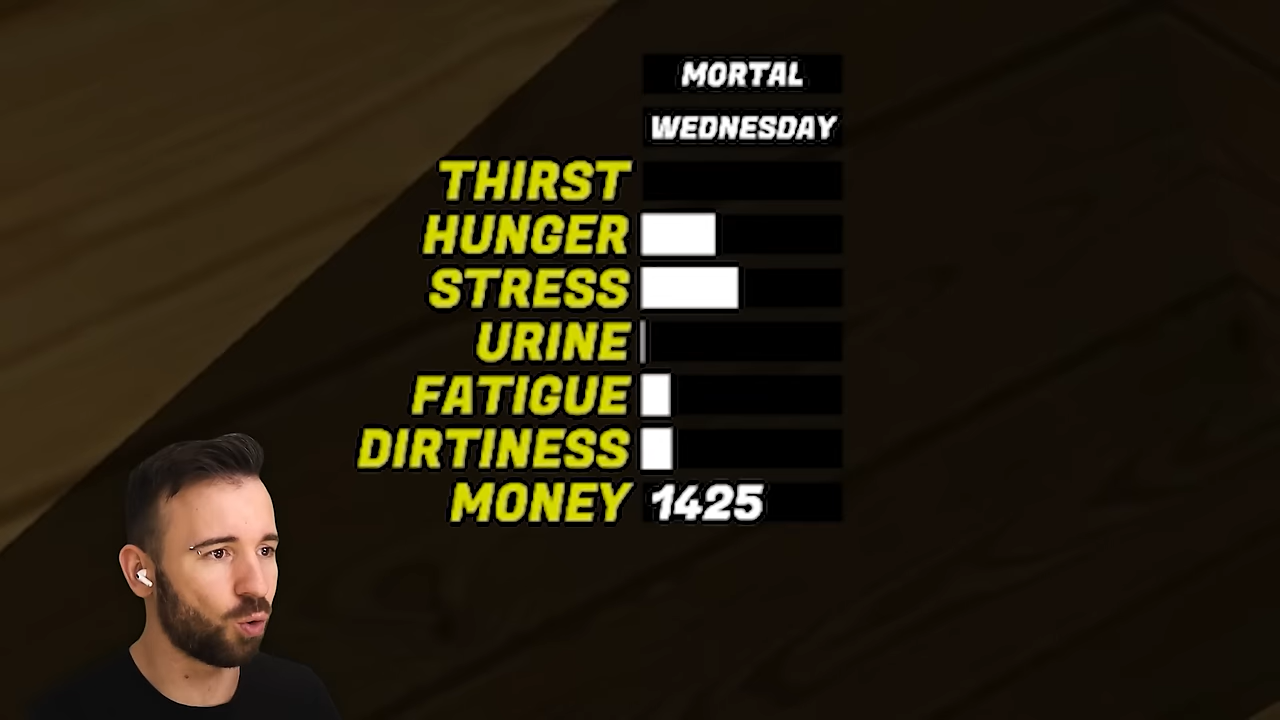 MORTAL
WEDNESDAY
THIRST
HUNGER
STRESS
URINE
FATIGUE
DIRTINESS
MONEY 1425